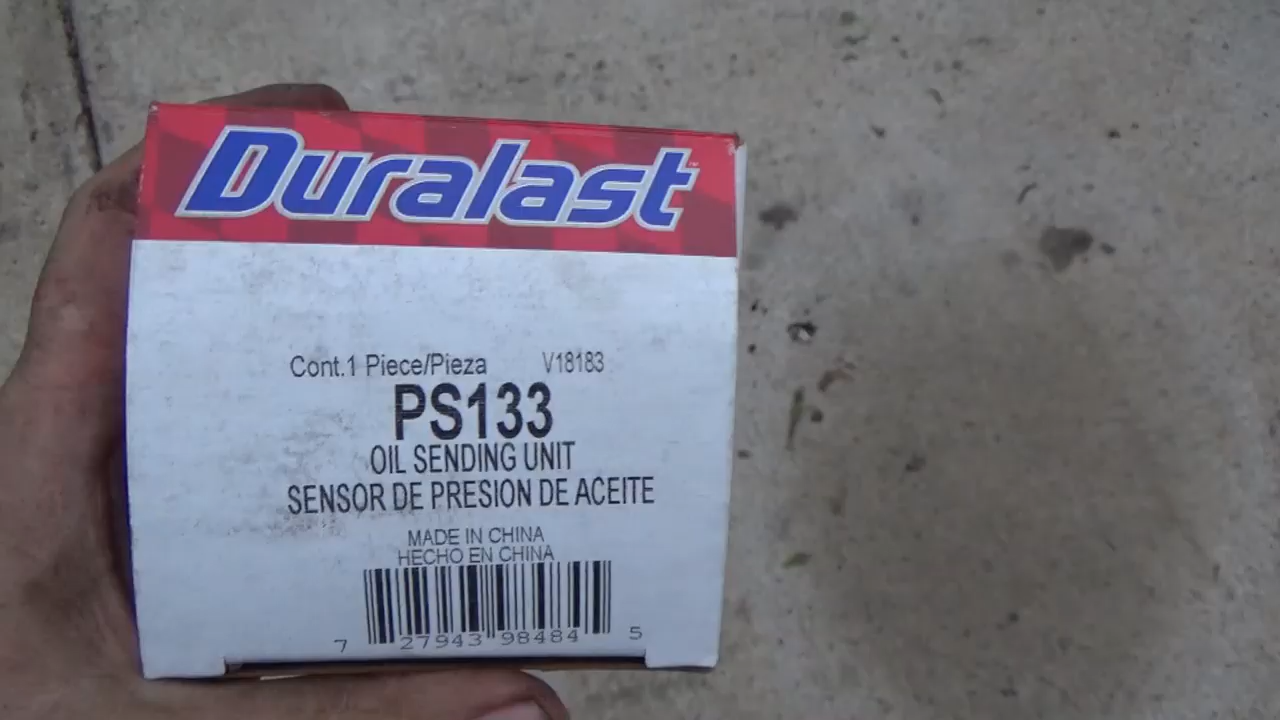 Duralast
Cont.1 Piece/Pieza V18183
PS133
OIL SENDING UNIT
SENSOR DE PRESION DE ACEITE
MADE IN CHINA
HECHO EN CHINA
7 27943 98484 5